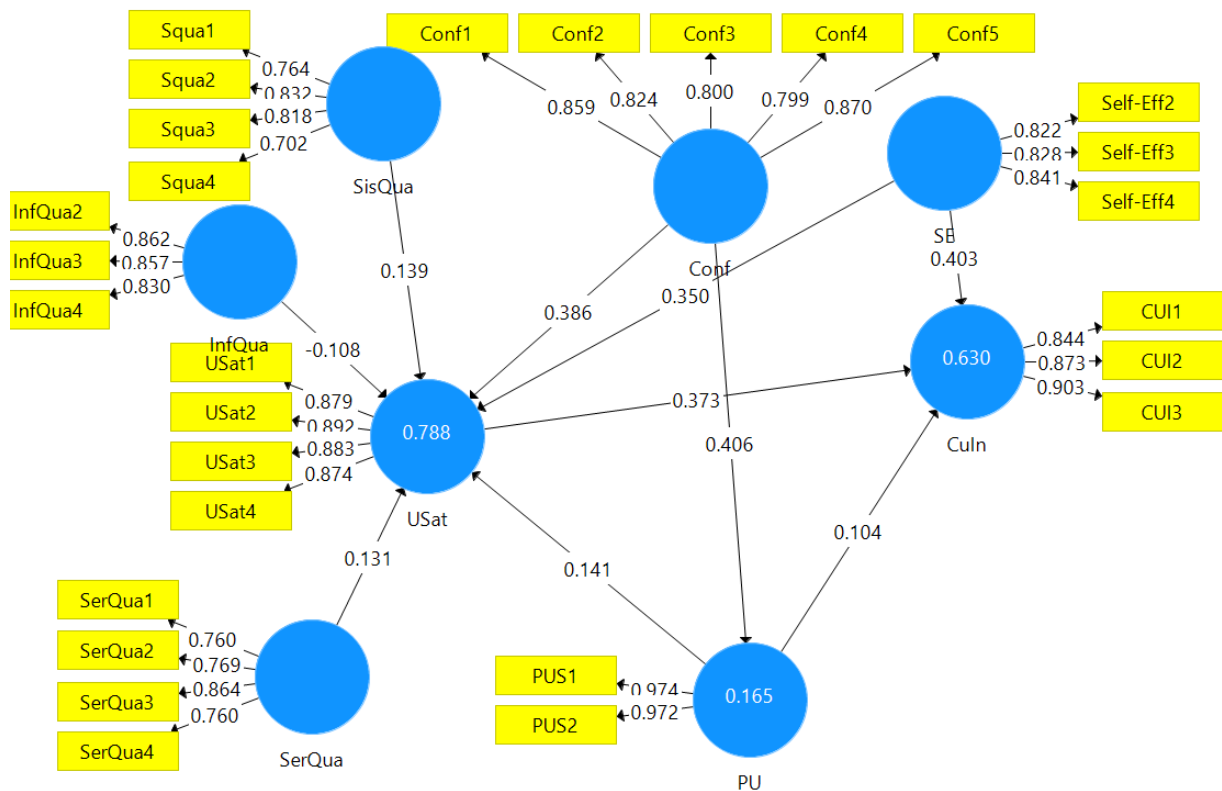 Squa1
Squa2
Squa3
Squa4
0.764
0.832
0.818
0.702
SisQua
Conf1
Conf2
Conf3
Conf4
Conf5
0.859
0.824
0.800
0.799
0.870
Conf
Self-Eff2
Self-Eff3
Self-Eff4
0.822
0.828
0.841
SE
0.403
InfQua2
InfQua3
InfQua4
0.862
0.857
0.830
InfQua
-0.108
0.139
0.386
0.350
USat1
USat2
USat3
USat4
0.879
0.892
0.883
0.874
0.788
USat
0.373
0.406
0.630
CuIn
0.844
0.873
0.903
CUI1
CUI2
CUI3
0.131
0.141
0.104
SerQua1
SerQua2
SerQua3
SerQua4
0.760
0.769
0.864
0.760
SerQua
PUS1
PUS2
0.974
0.972
0.165
PU